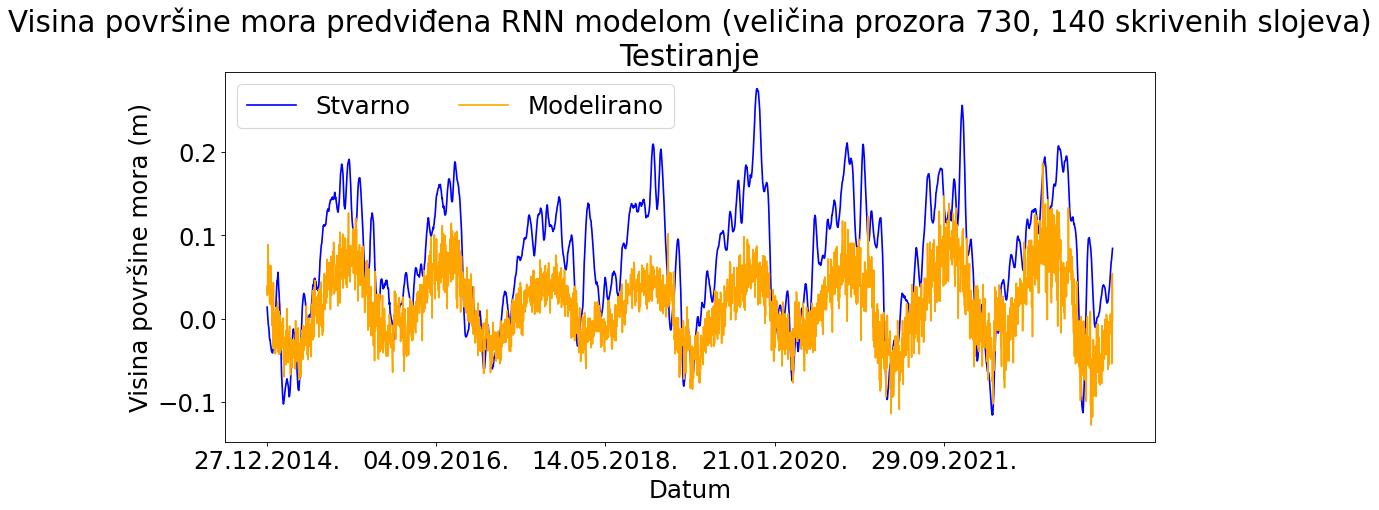 Visina površine mora predviđena RNN modelom (veličina prozora 730, 140 skrivenih slojeva)
Testiranje
Stvarno Modelirano
Visina površine mora (m)
0.2
0.1
0.0
−0.1
27.12.2014. 04.09.2016. 14.05.2018. 21.01.2020. 29.09.2021.
Datum